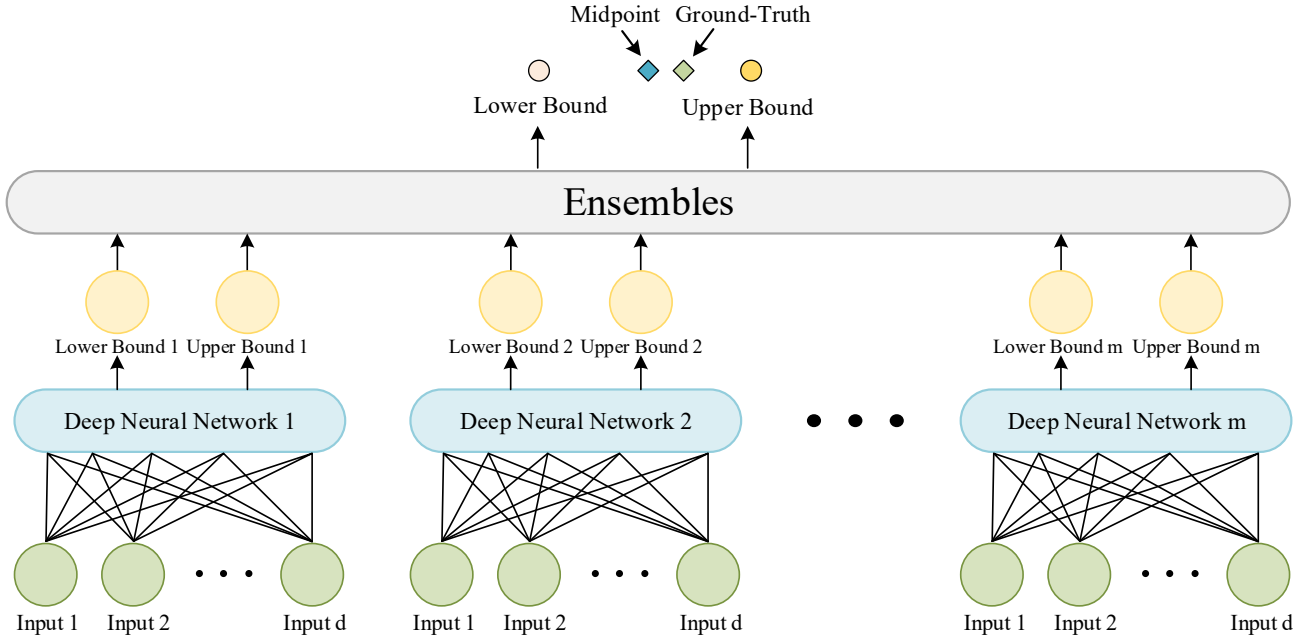 Midpoint Ground-Truth
Lower Bound Upper Bound
Ensembles
Lower Bound 1 Upper Bound 1 Lower Bound 2 Upper Bound 2 Lower Bound m Upper Bound m
Deep Neural Network 1 Deep Neural Network 2 Deep Neural Network m
Input 1 Input 2 Input d Input 1 Input 2 Input d Input 1 Input 2 Input d